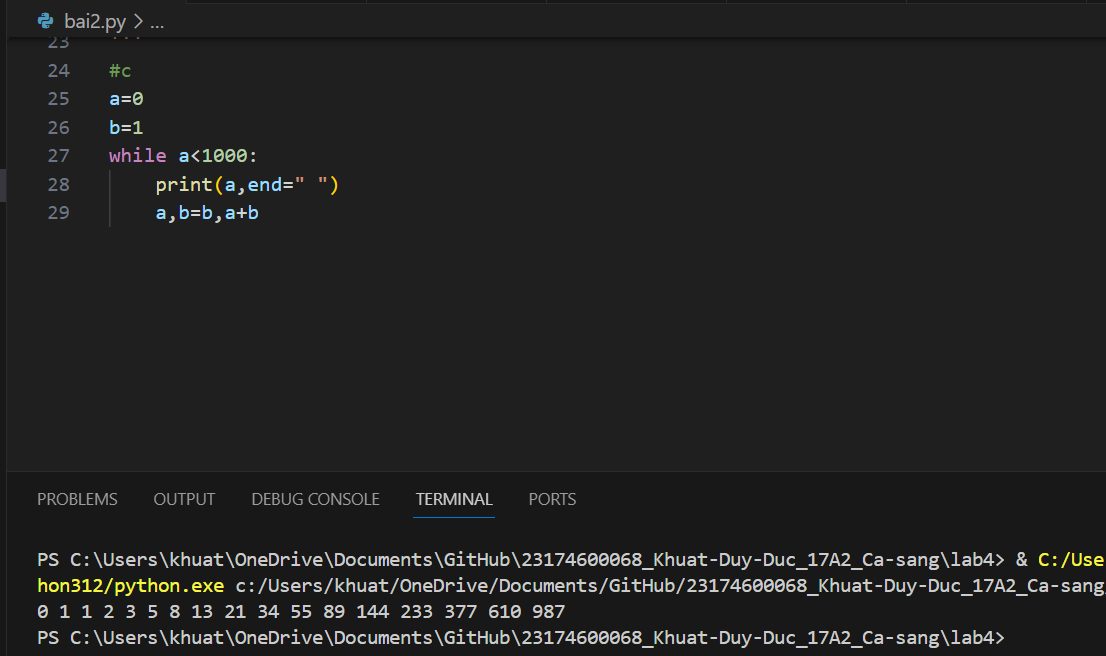 bai2.py > ...
23 '''
24 #c
25 a=0
26 b=1
27 while a<1000:
28 print(a,end=" ")
29 a,b=b,a+b
PROBLEMS OUTPUT DEBUG CONSOLE TERMINAL PORTS
PS C:\Users\khuat\OneDrive\Documents\GitHub\23174600068_Khuat-Duy-Duc_17A2_Ca-sang\lab4> & C:/Use
hon312/python.exe c:/Users/khuat/OneDrive/Documents/GitHub/23174600068_Khuat-Duy-Duc_17A2_Ca-sang
0 1 1 2 3 5 8 13 21 34 55 89 144 233 377 610 987
PS C:\Users\khuat\OneDrive\Documents\GitHub\23174600068_Khuat-Duy-Duc_17A2_Ca-sang\lab4>